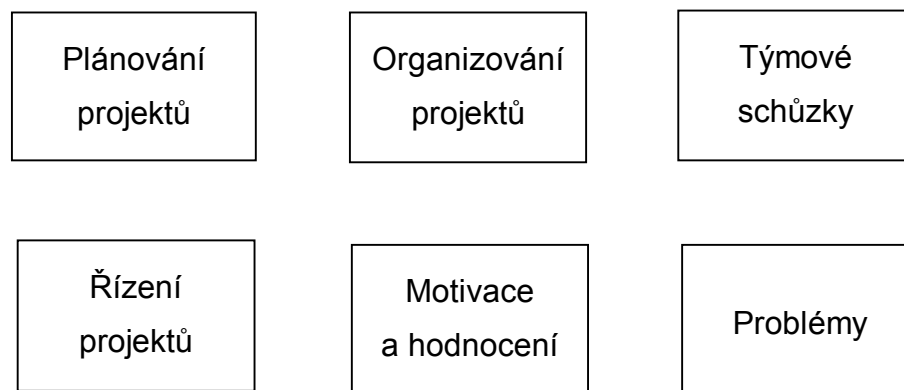 Plánování
projektů
Organizování
projektů
Týmové
schůzky
Řízení
projektů
Motivace
a hodnocení
Problémy